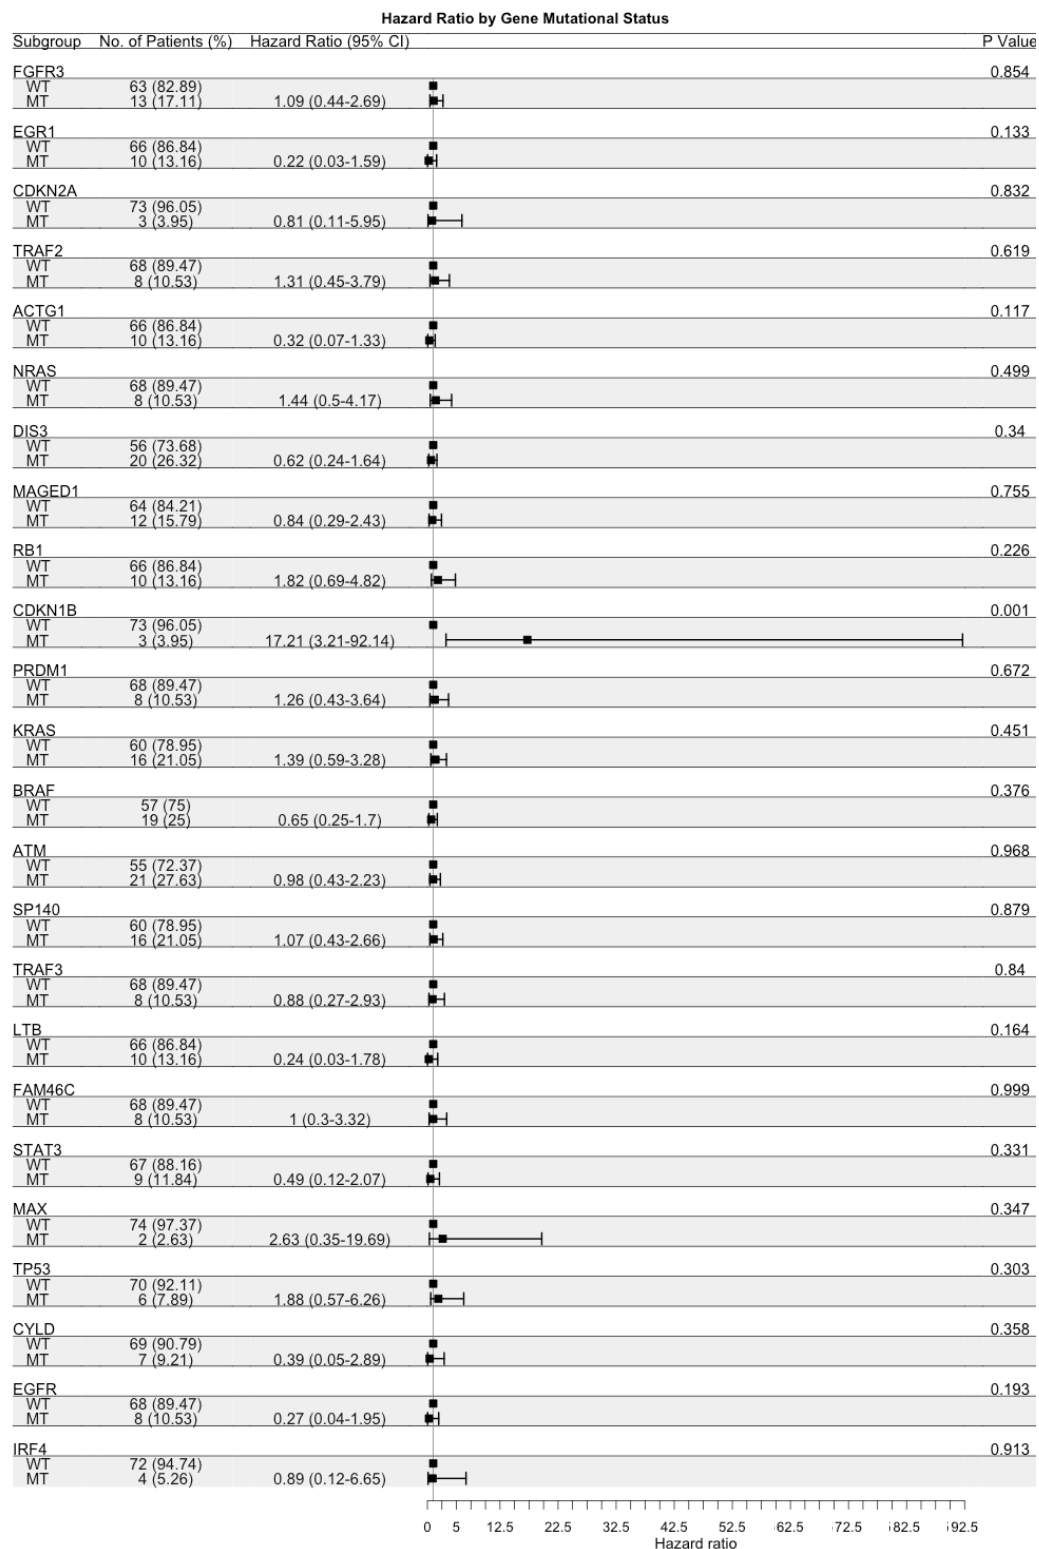 Hazard Ratio by Gene Mutational Status
Subgroup No. of Patients (%) Hazard Ratio (95% CI) P Value
FGFR3 0.854
WT 63 (82.89)
MT 13 (17.11) 1.09 (0.44-2.69)
EGR1 0.133
WT 66 (86.84)
MT 10 (13.16) 0.22 (0.03-1.59)
CDKN2A 0.832
WT 73 (96.05)
MT 3 (3.95) 0.81 (0.11-5.95)
TRAF2 0.619
WT 68 (89.47)
MT 8 (10.53) 1.31 (0.45-3.79)
ACTG1 0.117
WT 66 (86.84)
MT 10 (13.16) 0.32 (0.07-1.33)
NRAS 0.499
WT 68 (89.47)
MT 8 (10.53) 1.44 (0.5-4.17)
DIS3 0.34
WT 56 (73.68)
MT 20 (26.32) 0.62 (0.24-1.64)
MAGED1 0.755
WT 64 (84.21)
MT 12 (15.79) 0.84 (0.29-2.43)
RB1 0.226
WT 66 (86.84)
MT 10 (13.16) 1.82 (0.69-4.82)
CDKN1B 0.001
WT 73 (96.05)
MT 3 (3.95) 17.21 (3.21-92.14)
PRDM1 0.672
WT 68 (89.47)
MT 8 (10.53) 1.26 (0.43-3.64)
KRAS 0.451
WT 60 (78.95)
MT 16 (21.05) 1.39 (0.59-3.28)
BRAF 0.376
WT 57 (75)
MT 19 (25) 0.65 (0.25-1.7)
ATM 0.968
WT 55 (72.37)
MT 21 (27.63) 0.98 (0.43-2.23)
SP140 0.879
WT 60 (78.95)
MT 16 (21.05) 1.07 (0.43-2.66)
TRAF3 0.84
WT 68 (89.47)
MT 8 (10.53) 0.88 (0.27-2.93)
LTB 0.164
WT 66 (86.84)
MT 10 (13.16) 0.24 (0.03-1.78)
FAM46C 0.999
WT 68 (89.47)
MT 8 (10.53) 1 (0.3-3.32)
STAT3 0.331
WT 67 (88.16)
MT 9 (11.84) 0.49 (0.12-2.07)
MAX 0.347
WT 74 (97.37)
MT 2 (2.63) 2.63 (0.35-19.69)
TP53 0.303
WT 70 (92.11)
MT 6 (7.89) 1.88 (0.57-6.26)
CYLD 0.358
WT 69 (90.79)
MT 7 (9.21) 0.39 (0.05-2.89)
EGFR 0.193
WT 68 (89.47)
MT 8 (10.53) 0.27 (0.04-1.95)
IRF4 0.913
WT 72 (94.74)
MT 4 (5.26) 0.89 (0.12-6.65)
0 5 12.5 22.5 32.5 42.5 52.5 62.5 72.5 82.5 92.5
Hazard ratio